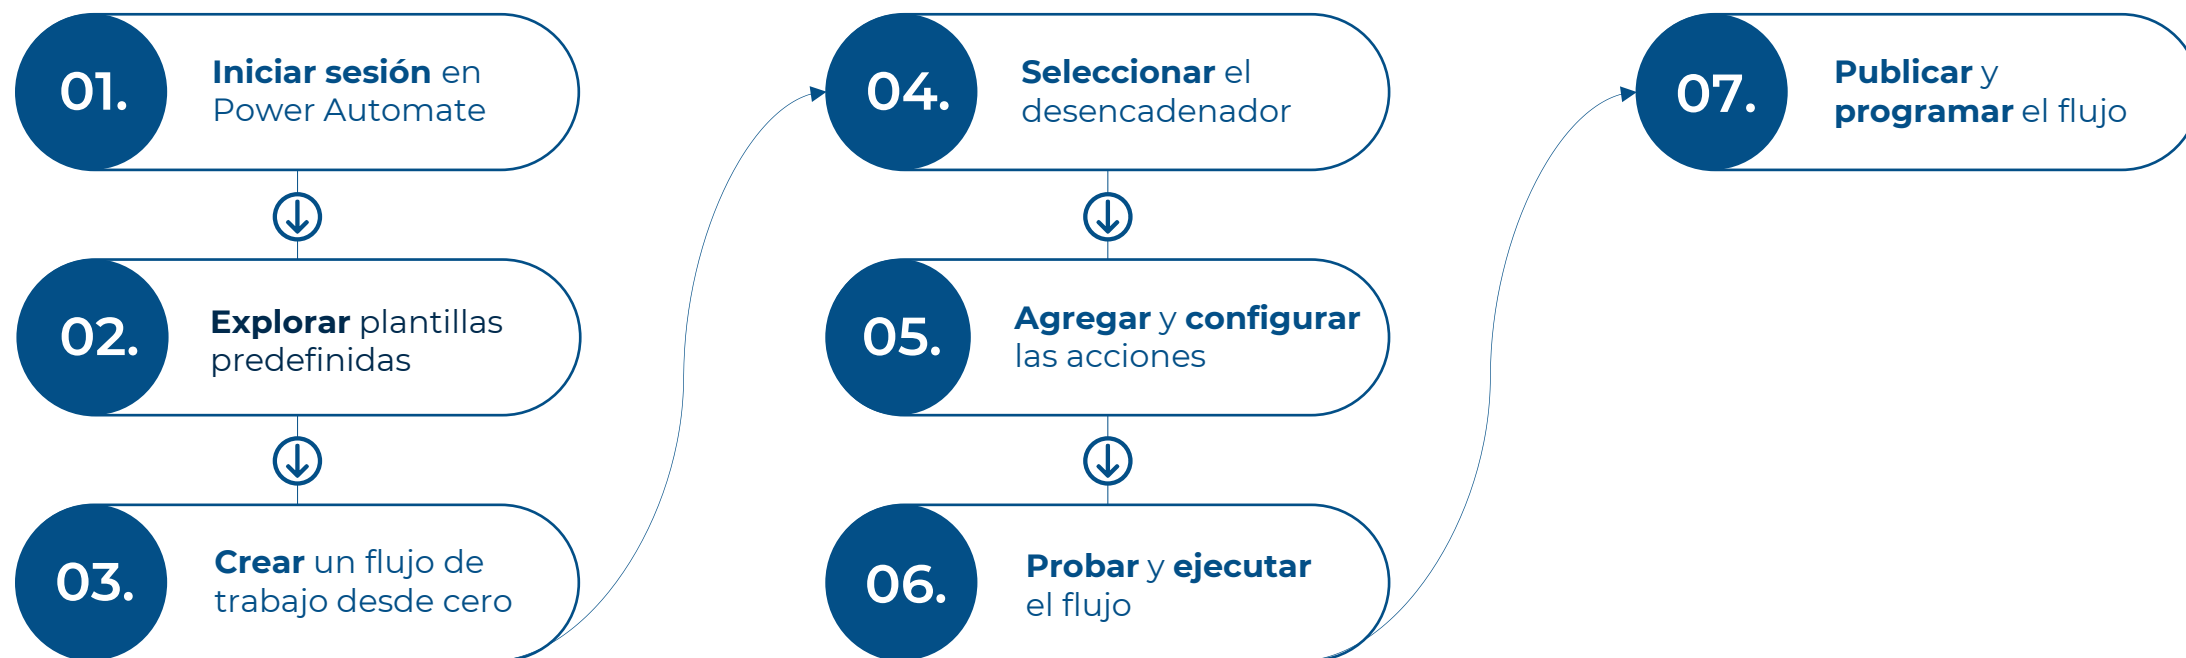 01.
Iniciar sesión en
Power Automate
02.
Explorar plantillas
predefinidas
03.
Crear un flujo de
trabajo desde cero
04.
Seleccionar el
desencadenador
05.
Agregar y configurar
las acciones
06.
Probar y ejecutar
el flujo
07.
Publicar y
programar el flujo